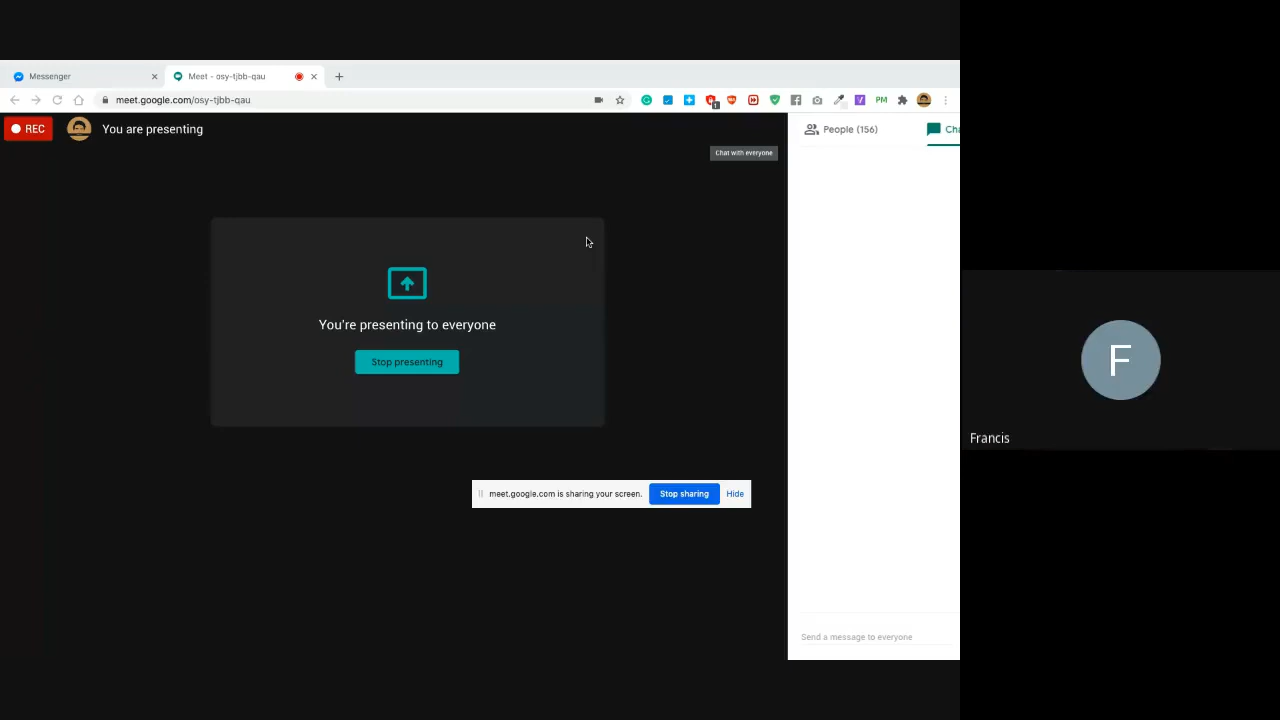 Messenger
Meet - osy-tjbb-qau
meet.google.com/osy-tjbb-qau
1
PM
REC
You are presenting
People (156)
Cha
Chat with everyone
You're presenting to everyone
Stop presenting
F
Francis
meet.google.com is sharing your screen.
Stop sharing
Hide
Send a message to everyone